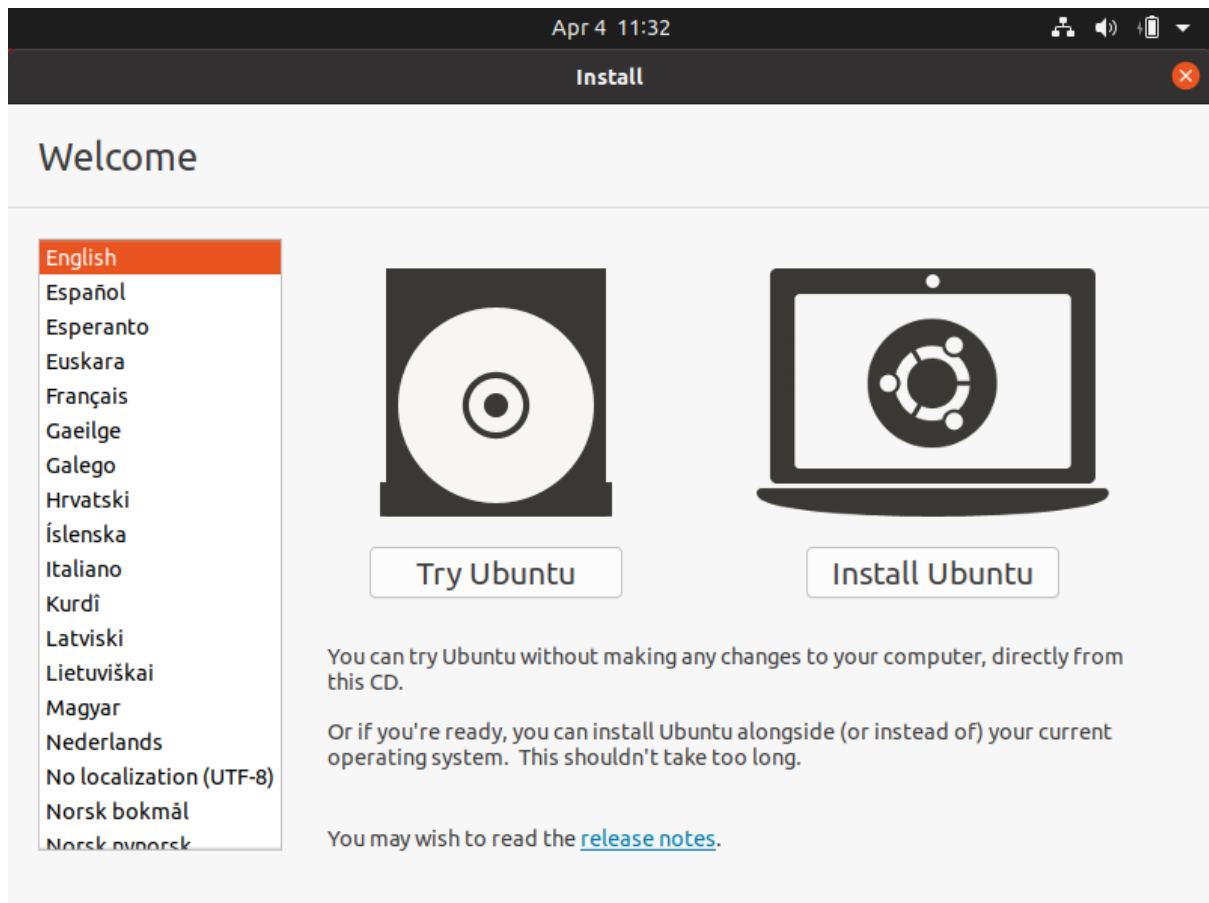 Apr 4 11:32
Install
Welcome
English
Español
Esperanto
Euskara
Français
Gaeilge
Galego
Hrvatski
Íslenska
Italiano
Kurdî
Latviski
Lietuviškai
Magyar
Nederlands
No localization (UTF-8)
Norsk bokmål
Norsk nynorsk
Try Ubuntu
Install Ubuntu
You can try Ubuntu without making any changes to your computer, directly from
this CD.
Or if you're ready, you can install Ubuntu alongside (or instead of) your current
operating system. This shouldn't take too long.
You may wish to read the release notes.